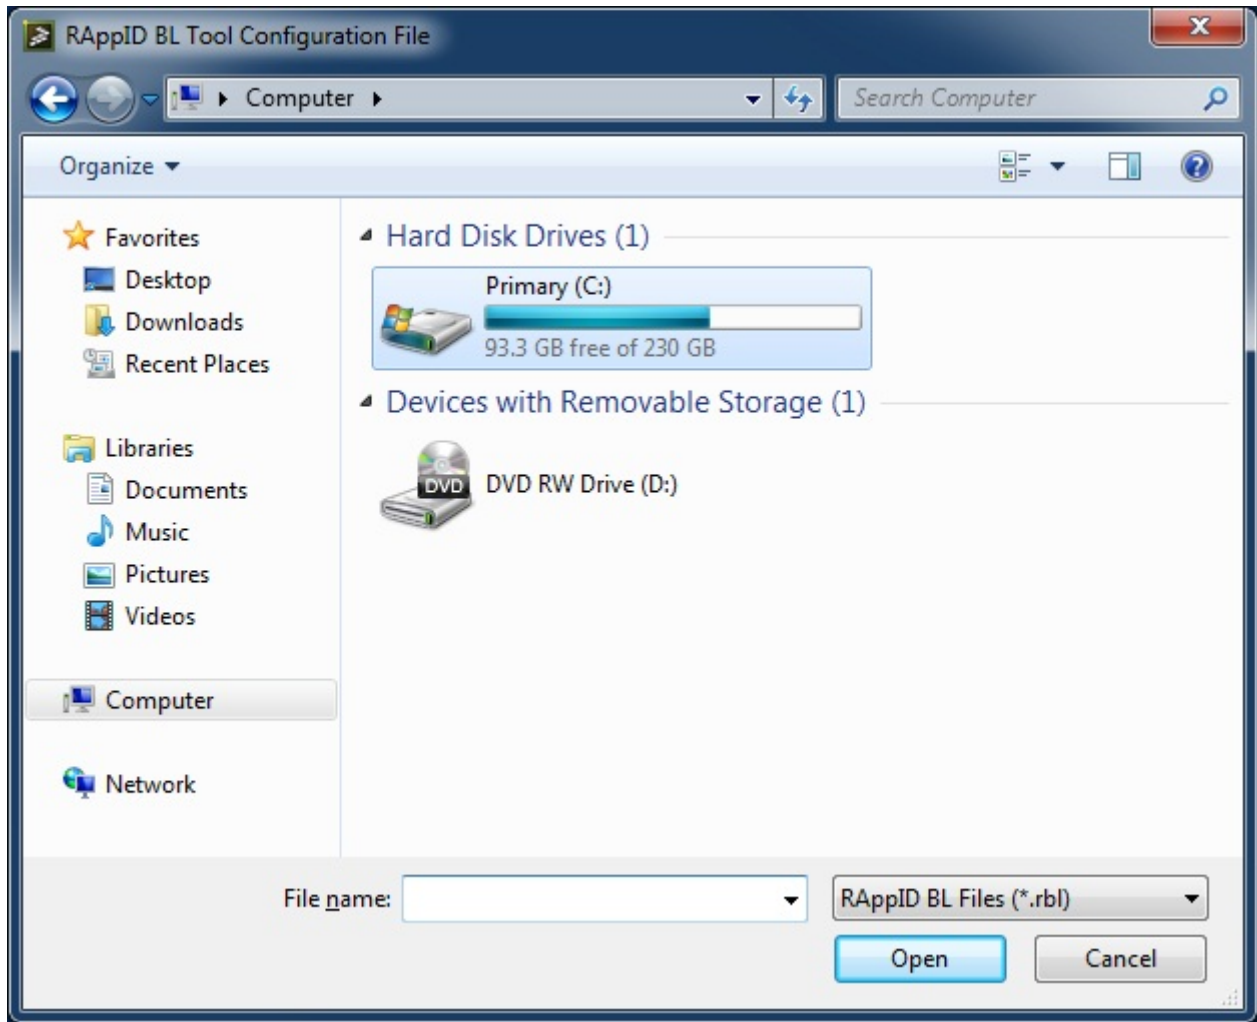 RAppID BL Tool Configuration File
Computer
Search Computer
Organize
Favorites
Desktop
Downloads
Recent Places
Libraries
Documents
Music
Pictures
Videos
Computer
Network
Hard Disk Drives (1)
Primary (C:)
93.3 GB free of 230 GB
Devices with Removable Storage (1)
DVD
DVD RW Drive (D:)
File name:
RAppID BL Files (*.rbl)
Open
Cancel